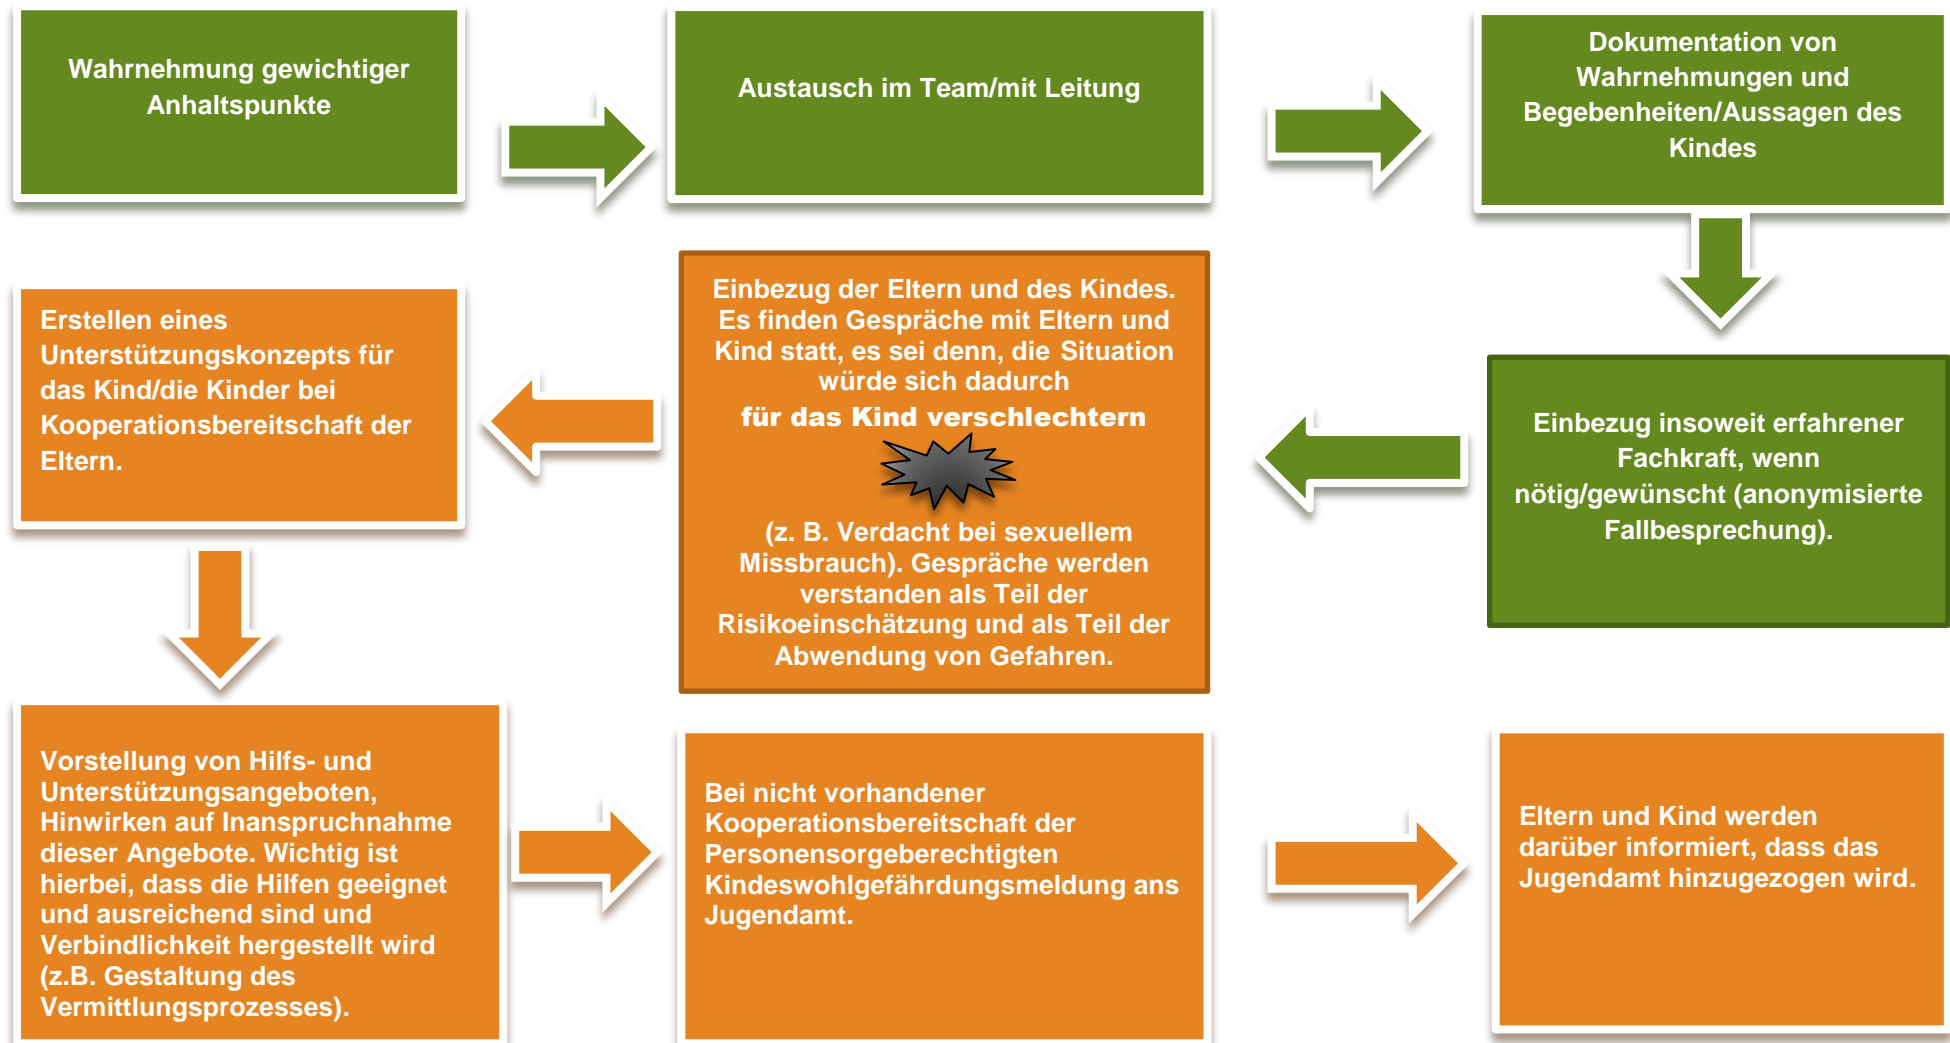 Wahrnehmung gewichtiger
Anhaltspunkte
Austausch im Team/mit Leitung
Dokumentation von
Wahrnehmungen und
Begebenheiten/Aussagen des
Kindes
Einbezug insoweit erfahrener
Fachkraft, wenn
nötig/gewünscht (anonymisierte
Fallbesprechung).
Einbezug der Eltern und des Kindes.
Es finden Gespräche mit Eltern und
Kind statt, es sei denn, die Situation
würde sich dadurch
für das Kind verschlechtern
(z. B. Verdacht bei sexuellem
Missbrauch). Gespräche werden
verstanden als Teil der
Risikoeinschätzung und als Teil der
Abwendung von Gefahren.
Erstellen eines
Unterstützungskonzepts für
das Kind/die Kinder bei
Kooperationsbereitschaft der
Eltern.
Vorstellung von Hilfs- und
Unterstützungsangeboten,
Hinwirken auf Inanspruchnahme
dieser Angebote. Wichtig ist
hierbei, dass die Hilfen geeignet
und ausreichend sind und
Verbindlichkeit hergestellt wird
(z.B. Gestaltung des
Vermittlungsprozesses).
Bei nicht vorhandener
Kooperationsbereitschaft der
Personensorgeberechtigten
Kindeswohlgefährdungsmeldung ans
Jugendamt.
Eltern und Kind werden
darüber informiert, dass das
Jugendamt hinzugezogen wird.